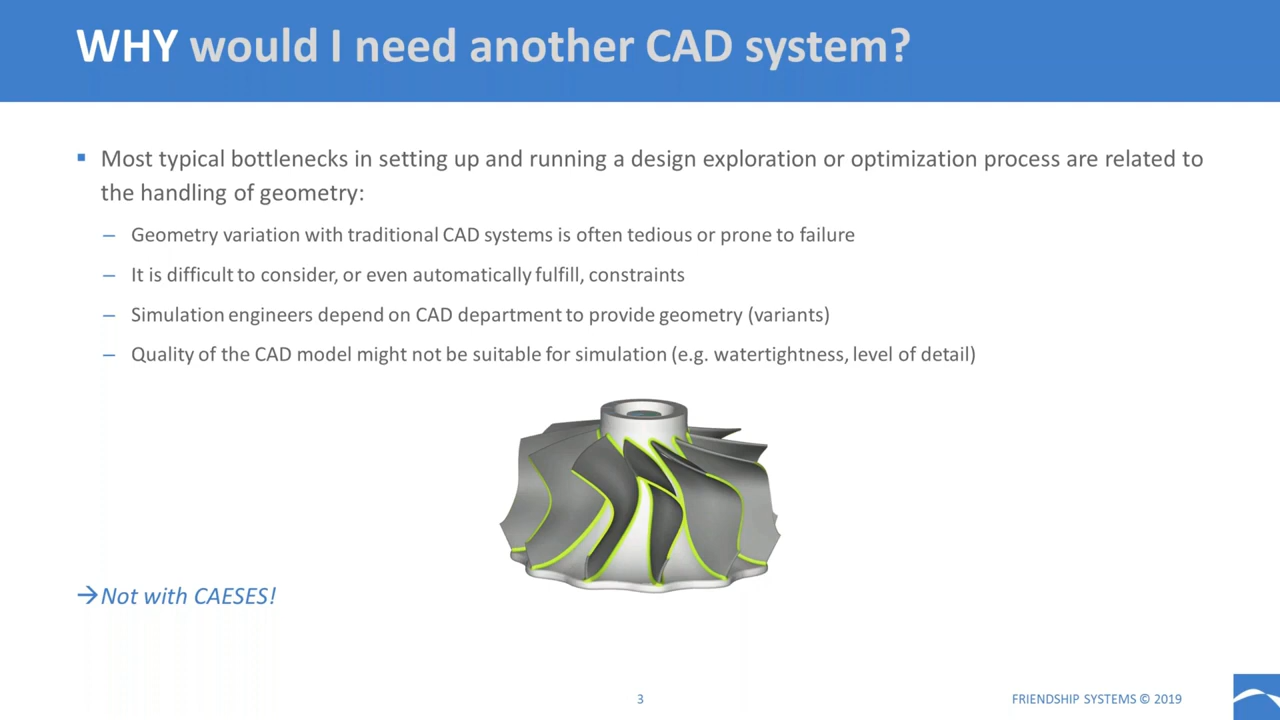 WHY would I need another CAD system?
▪ Most typical bottlenecks in setting up and running a design exploration or optimization process are related to
the handling of geometry:
– Geometry variation with traditional CAD systems is often tedious or prone to failure
– It is difficult to consider, or even automatically fulfill, constraints
– Simulation engineers depend on CAD department to provide geometry (variants)
– Quality of the CAD model might not be suitable for simulation (e.g. watertightness, level of detail)
→Not with CAESES!
3
FRIENDSHIP SYSTEMS © 2019